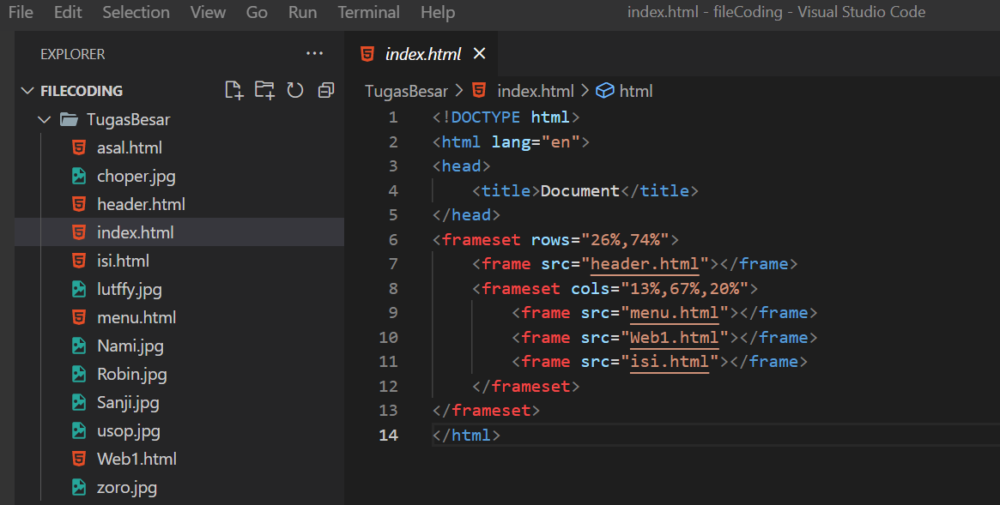 File Edit Selection View Go Run Terminal Help index.html - fileCoding - Visual Studio Code
EXPLORER ···
FILECODING
TugasBesar
asal.html
choper.jpg
header.html
index.html
isi.html
lutffy.jpg
menu.html
Nami.jpg
Robin.jpg
Sanji.jpg
usop.jpg
Web1.html
zoro.jpg
index.html
TugasBesar > index.html > html
1 <!DOCTYPE html>
2 <html lang="en">
3 <head>
4 <title>Document</title>
5 </head>
6 <frameset rows="26%,74%">
7 <frame src="header.html"></frame>
8 <frameset cols="13%,67%,20%">
9 <frame src="menu.html"></frame>
10 <frame src="Web1.html"></frame>
11 <frame src="isi.html"></frame>
12 </frameset>
13 </frameset>
14 </html>